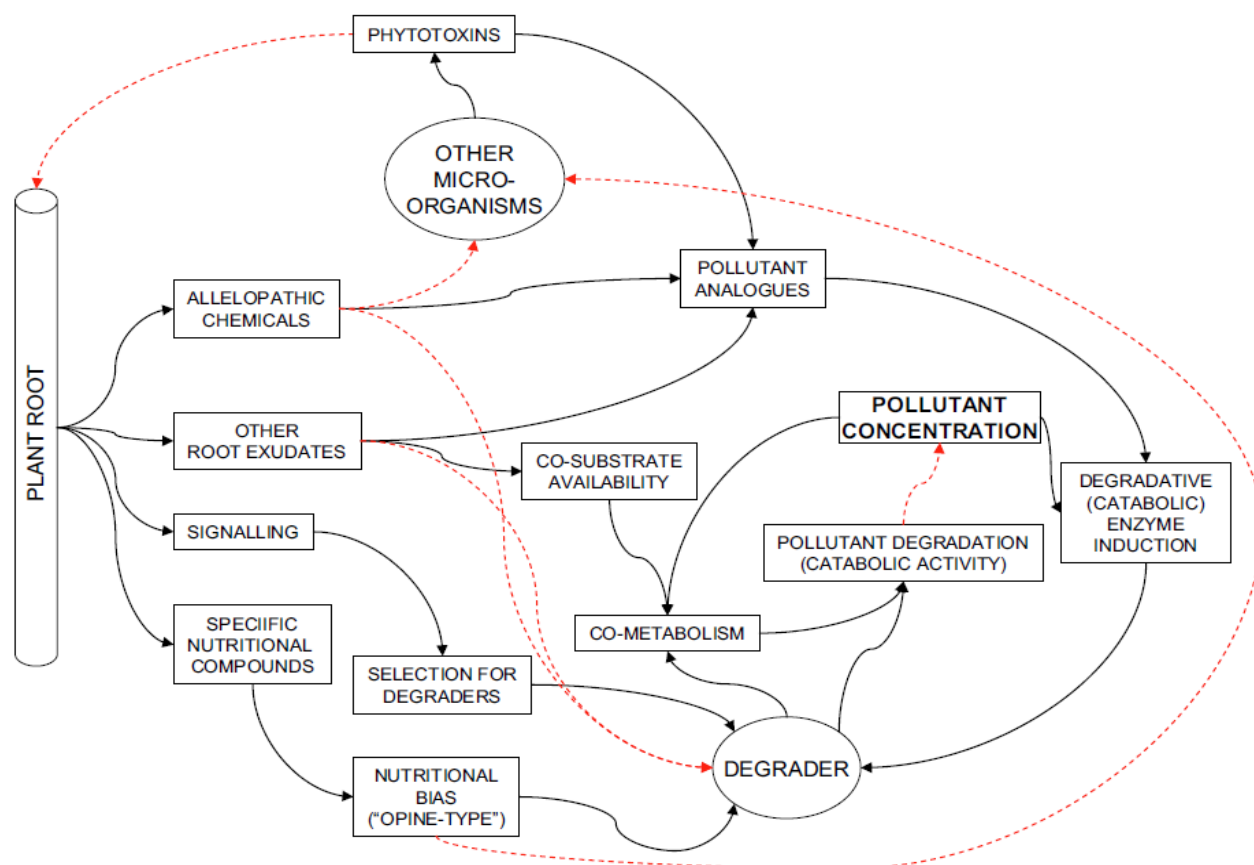 PHYTOTOXINS
OTHER
MICRO-
ORGANISMS
PLANT ROOT
ALLELOPATHIC
CHEMICALS
POLLUTANT
ANALOGUES
OTHER
ROOT EXUDATES
CO-SUBSTRATE
AVAILABILITY
POLLUTANT
CONCENTRATION
DEGRADATIVE
(CATABOLIC)
ENZYME
INDUCTION
SIGNALLING
POLLUTANT DEGRADATION
(CATABOLIC ACTIVITY)
SPECIIFIC
NUTRITIONAL
COMPOUNDS
CO-METABOLISM
SELECTION FOR
DEGRADERS
DEGRADER
NUTRITIONAL
BIAS
(“OPINE-TYPE”)